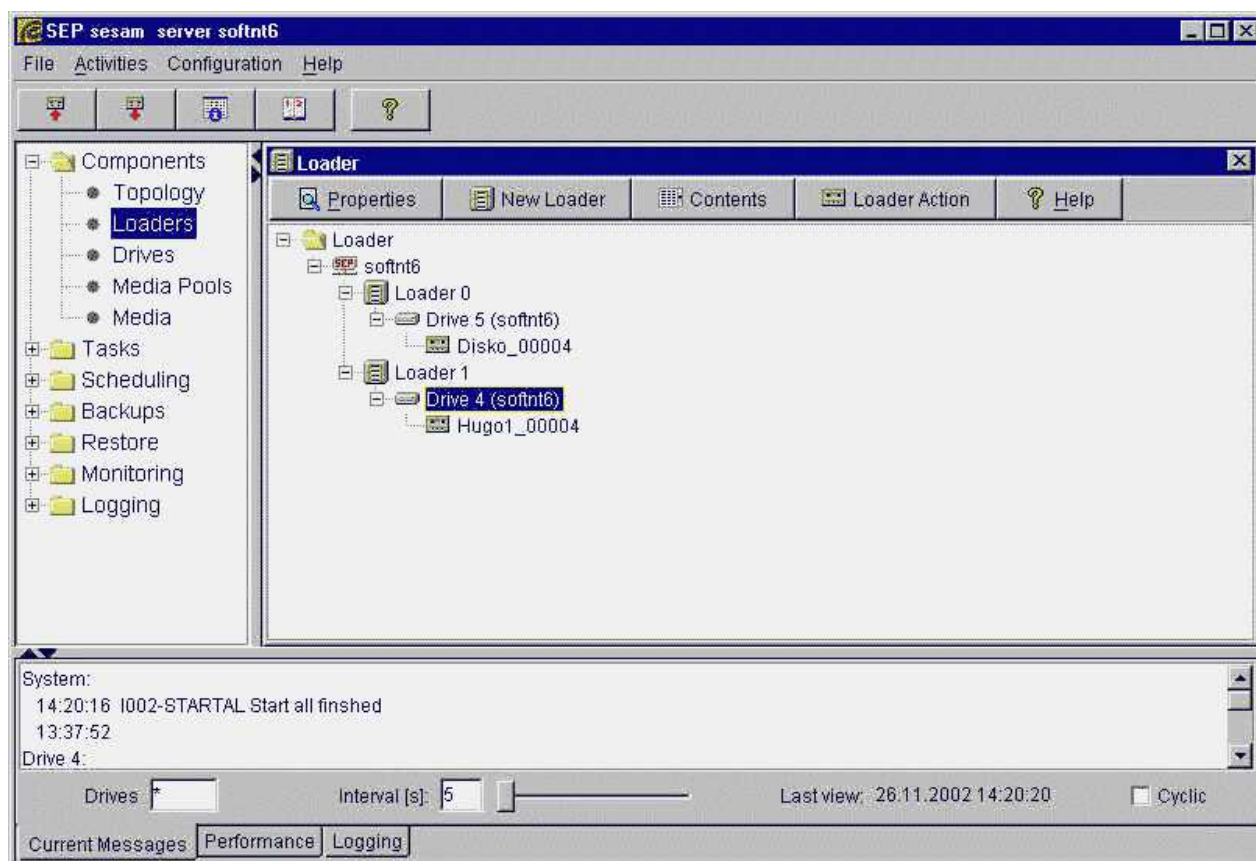 SEP sesam server softnt6
File Activities Configuration Help
Components
Topology
Loaders
Drives
Media Pools
Media
Tasks
Scheduling
Backups
Restore
Monitoring
Logging
Loader
Properties New Loader Contents Loader Action Help
Loader
softnt6
Loader 0
Drive 5 (softnt6)
Disko_00004
Loader 1
Drive 4 (softnt6)
Hugo1_00004
System:
14:20:16 I002-STARTAL Start all finshed
13:37:52
Drive 4:
Drives * Interval [s]: 5 Last view: 26.11.2002 14:20:20 Cyclic
Current Messages Performance Logging